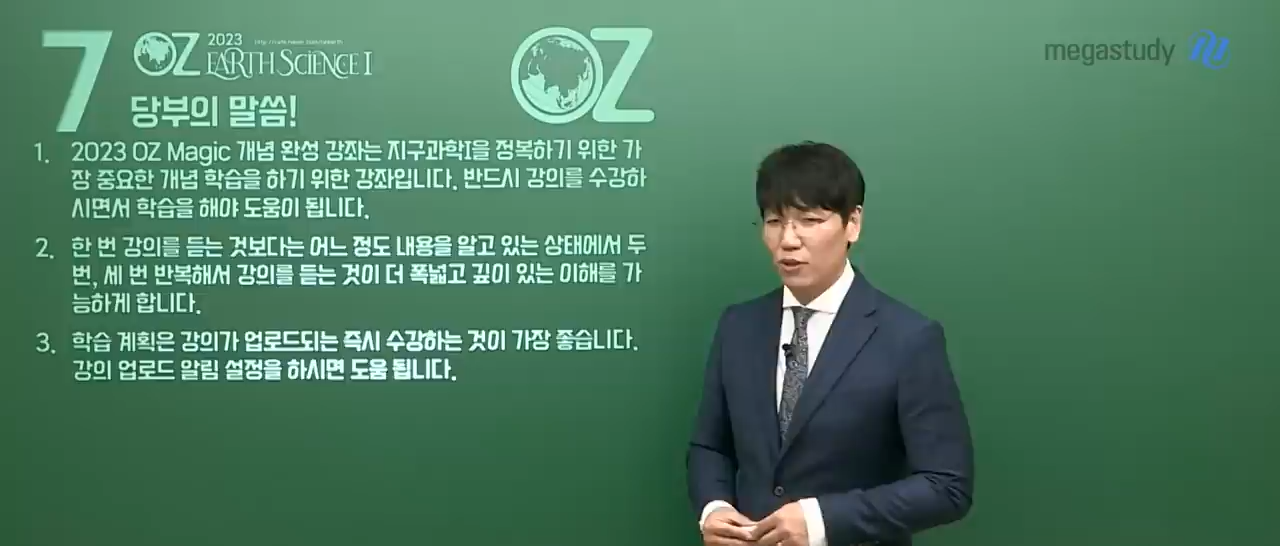 7
OZ 2023 EARTH SCIENCE I
OZ
megastudy
당부의 말씀!
1. 2023 OZ Magic 개념 완성 강좌는 지구과학I을 정복하기 위한 가
장 중요한 개념 학습을 하기 위한 강좌입니다. 반드시 강의를 수강하
시면서 학습을 해야 도움이 됩니다.
2. 한 번 강의를 듣는 것보다는 어느 정도 내용을 알고 있는 상태에서 두
번, 세 번 반복해서 강의를 듣는 것이 더 폭넓고 깊이 있는 이해를 가
능하게 합니다.
3. 학습 계획은 강의가 업로드되는 즉시 수강하는 것이 가장 좋습니다.
강의 업로드 알림 설정을 하시면 도움 됩니다.